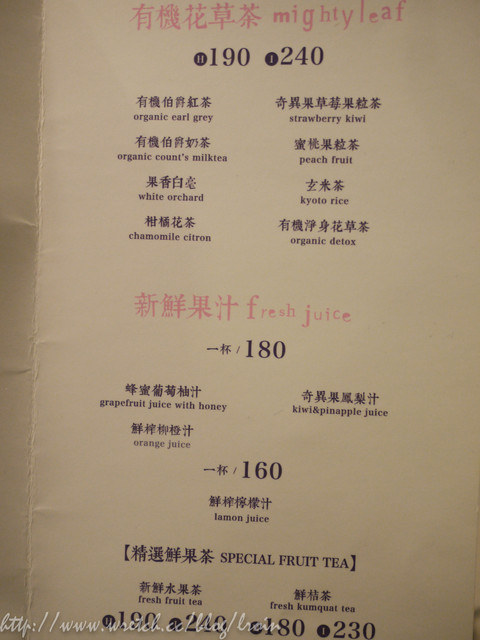 有機花草茶 mighty leaf
H 190 I 240
有機伯爵紅茶 奇異果草莓果粒茶
organic earl grey strawberry kiwi
有機伯爵奶茶 蜜桃果粒茶
organic count's milktea peach fruit
果香白毫 玄米茶
white orchard kyoto rice
柑橘花茶 有機淨身花草茶
chamomile citron organic detox
新鮮果汁 fresh juice
一杯 / 180
蜂蜜葡萄柚汁 奇異果鳳梨汁
grapefruit juice with honey kiwi&pinapple juice
鮮榨柳橙汁
orange juice
一杯 / 160
鮮榨檸檬汁
lamon juice
【精選鮮果茶 SPECIAL FRUIT TEA】
新鮮水果茶 鮮桔茶
fresh fruit tea fresh kumquat tea
H 190 I 240 H 180 I 230